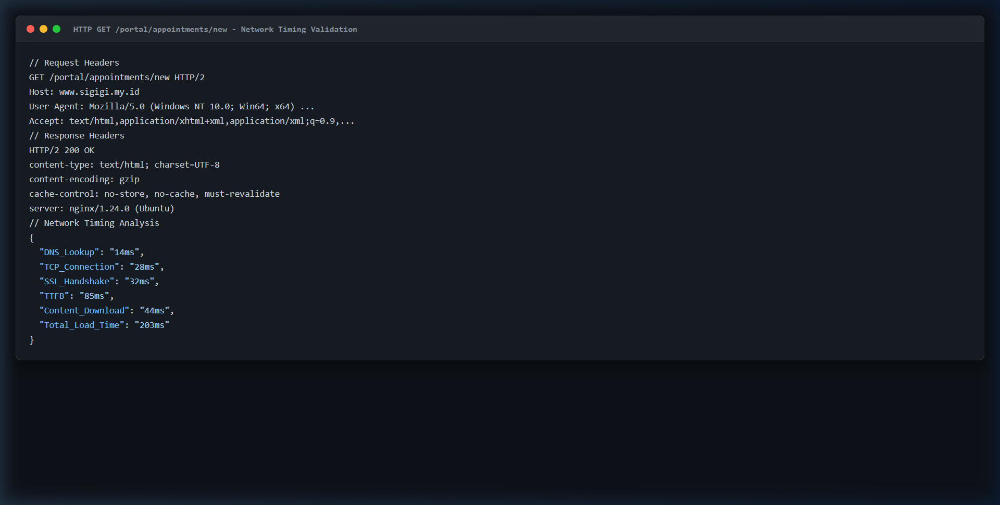 HTTP GET /portal/appointments/new - Network Timing Validation
// Request Headers
GET /portal/appointments/new HTTP/2
Host: www.sigigi.my.id
User-Agent: Mozilla/5.0 (Windows NT 10.0; Win64; x64) ...
Accept: text/html,application/xhtml+xml,application/xml;q=0.9,...
// Response Headers
HTTP/2 200 OK
content-type: text/html; charset=UTF-8
content-encoding: gzip
cache-control: no-store, no-cache, must-revalidate
server: nginx/1.24.0 (Ubuntu)
// Network Timing Analysis
{
  "DNS_Lookup": "14ms",
  "TCP_Connection": "28ms",
  "SSL_Handshake": "32ms",
  "TTFB": "85ms",
  "Content_Download": "44ms",
  "Total_Load_Time": "203ms"
}